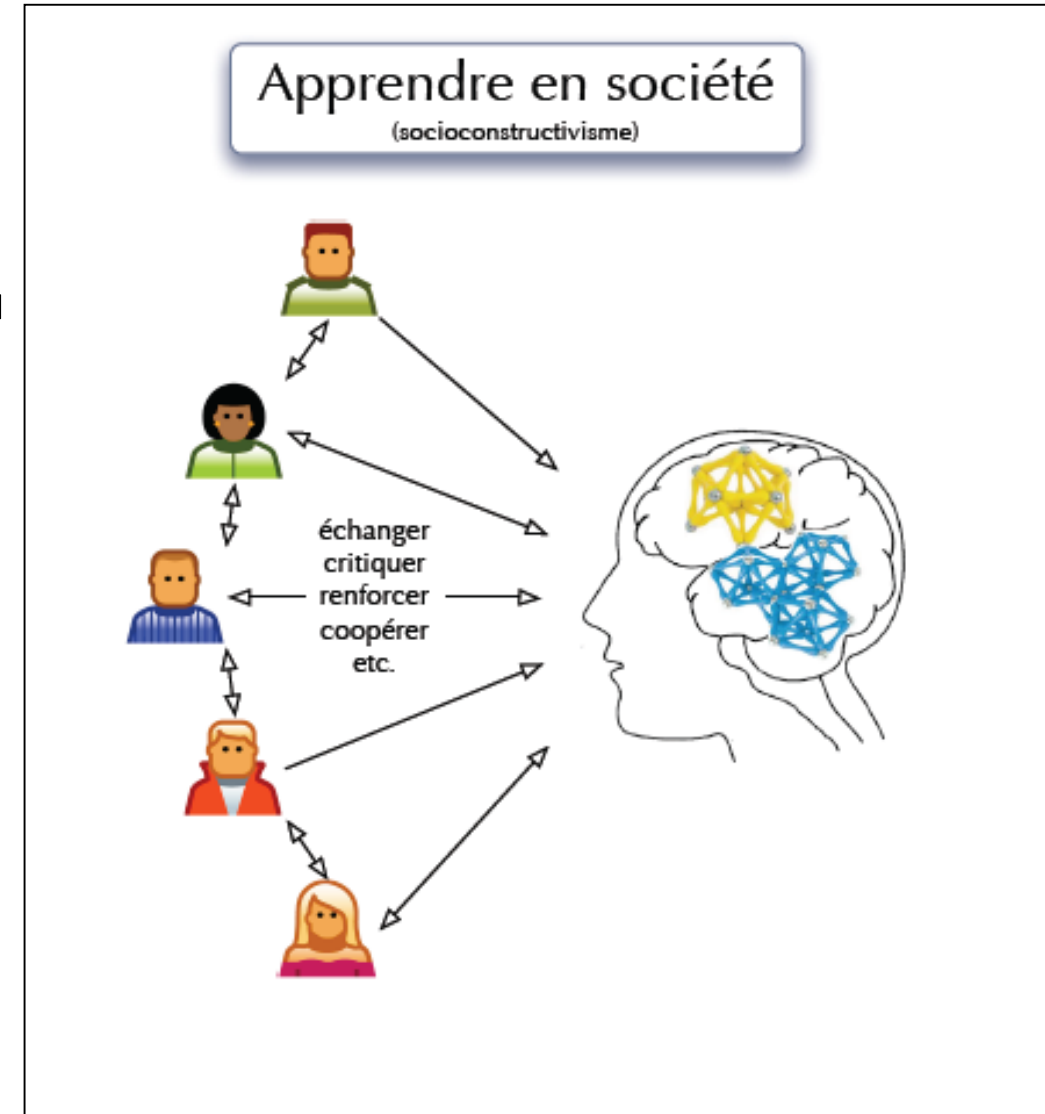 Apprendre en société
(socioconstructivisme)
échanger
critiquer
renforcer
coopérer
etc.